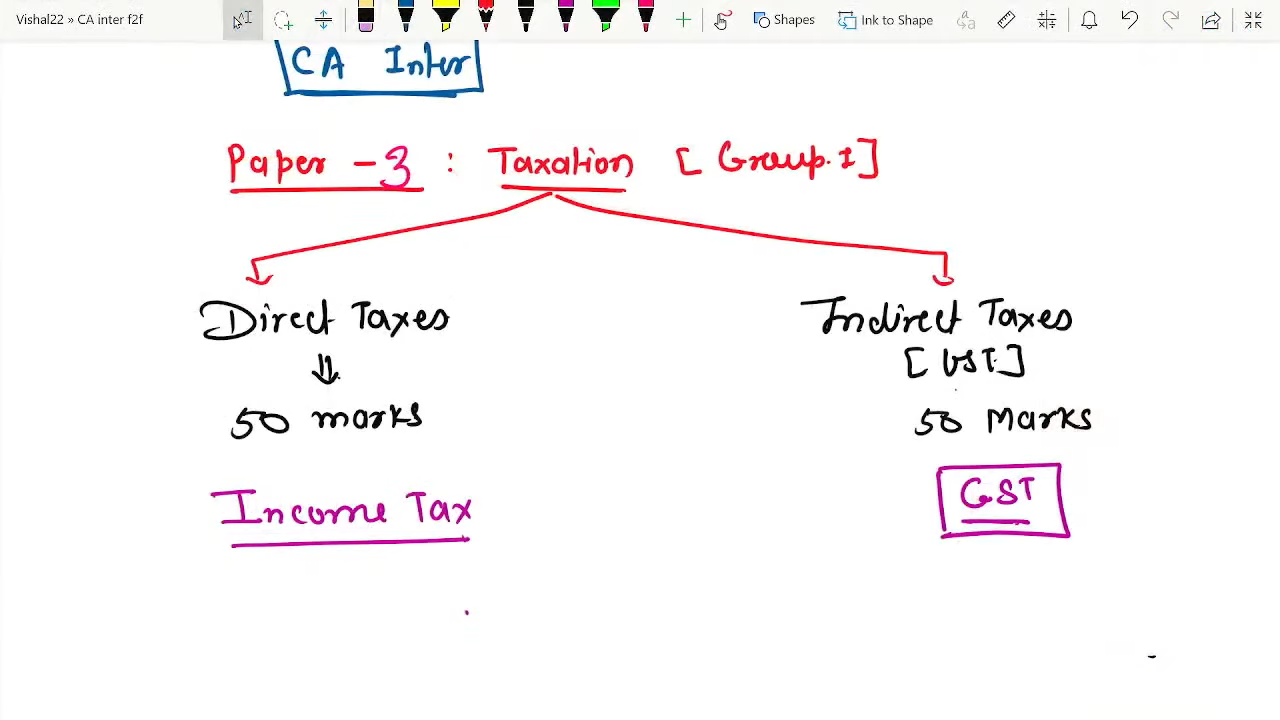 Vishal22 » CA inter f2f
Shapes
Ink to Shape
CA Inter
Paper - 3 : Taxation [Group.I]
Direct Taxes
Indirect Taxes
[GST]
50 marks
50 Marks
Income Tax
GST